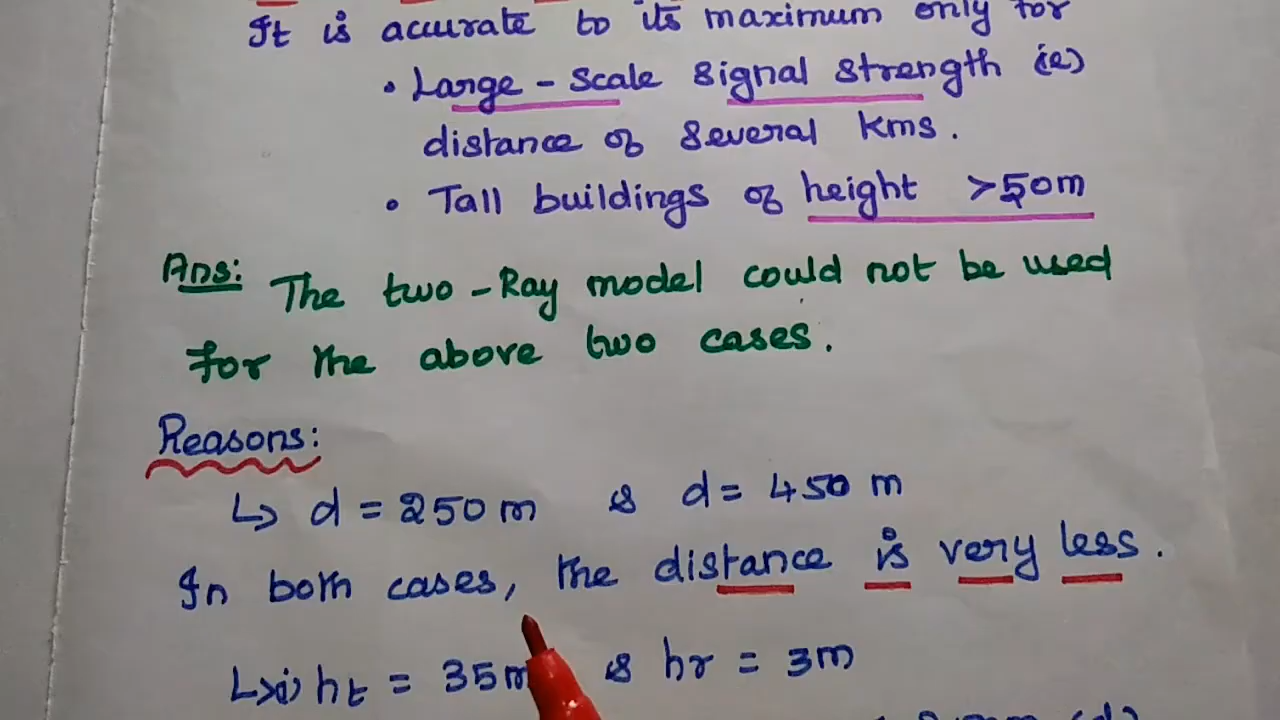 It is accurate to its maximum only for
• Large - scale signal strength (ie)
distance of several kms.
• Tall buildings of height >50m
Ans: The two-Ray model could not be used
for the above two cases.
Reasons:
↳ d = 250 m & d = 450 m
In both cases, the distance is very less.
↳ i) ht = 35m & hr = 3m